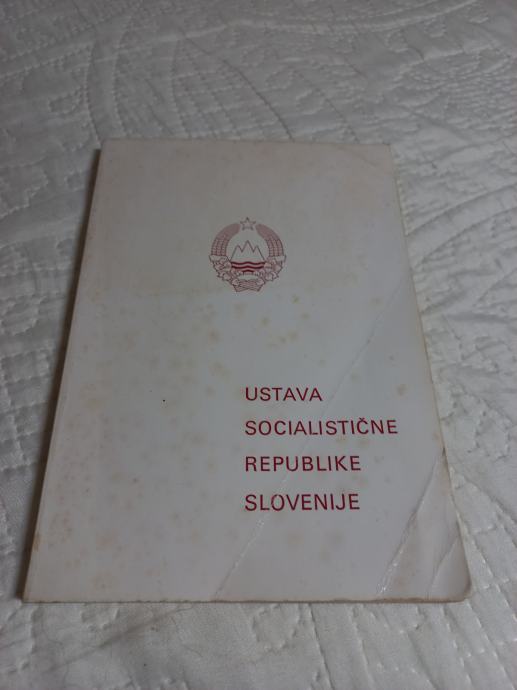 USTAVA
SOCIALISTIČNE
REPUBLIKE
SLOVENIJE